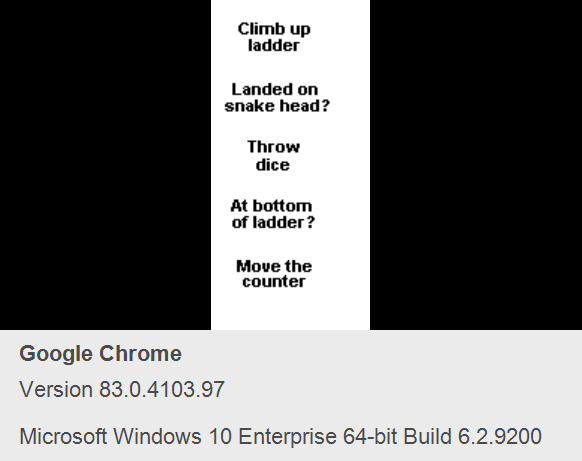 Climb up
ladder
Landed on
snake head?
Throw
dice
At bottom
of ladder?
Move the
counter
Google Chrome
Version 83.0.4103.97
Microsoft Windows 10 Enterprise 64-bit Build 6.2.9200